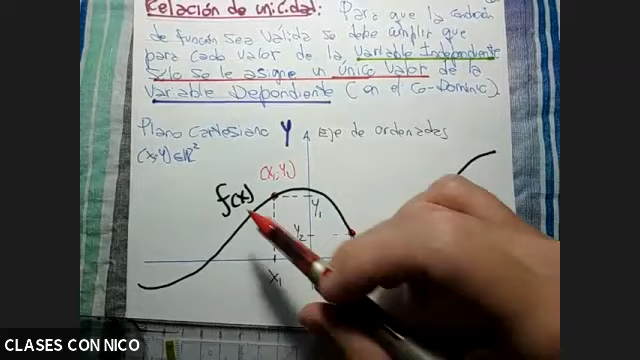 Relación de unicidad: Para que la condición
de función sea válida se debe cumplir que
para cada valor de la Variable Independiente
Sólo se le asigne un único valor de la
Variable Dependiente (en el Co-Dominio).
Plano Cartesiano Y Eje de ordenadas
(X,Y)∈ℝ²
(X₁,Y₁)
f(x)
Y₁
Y₂
X₁
CLASES CON NICO